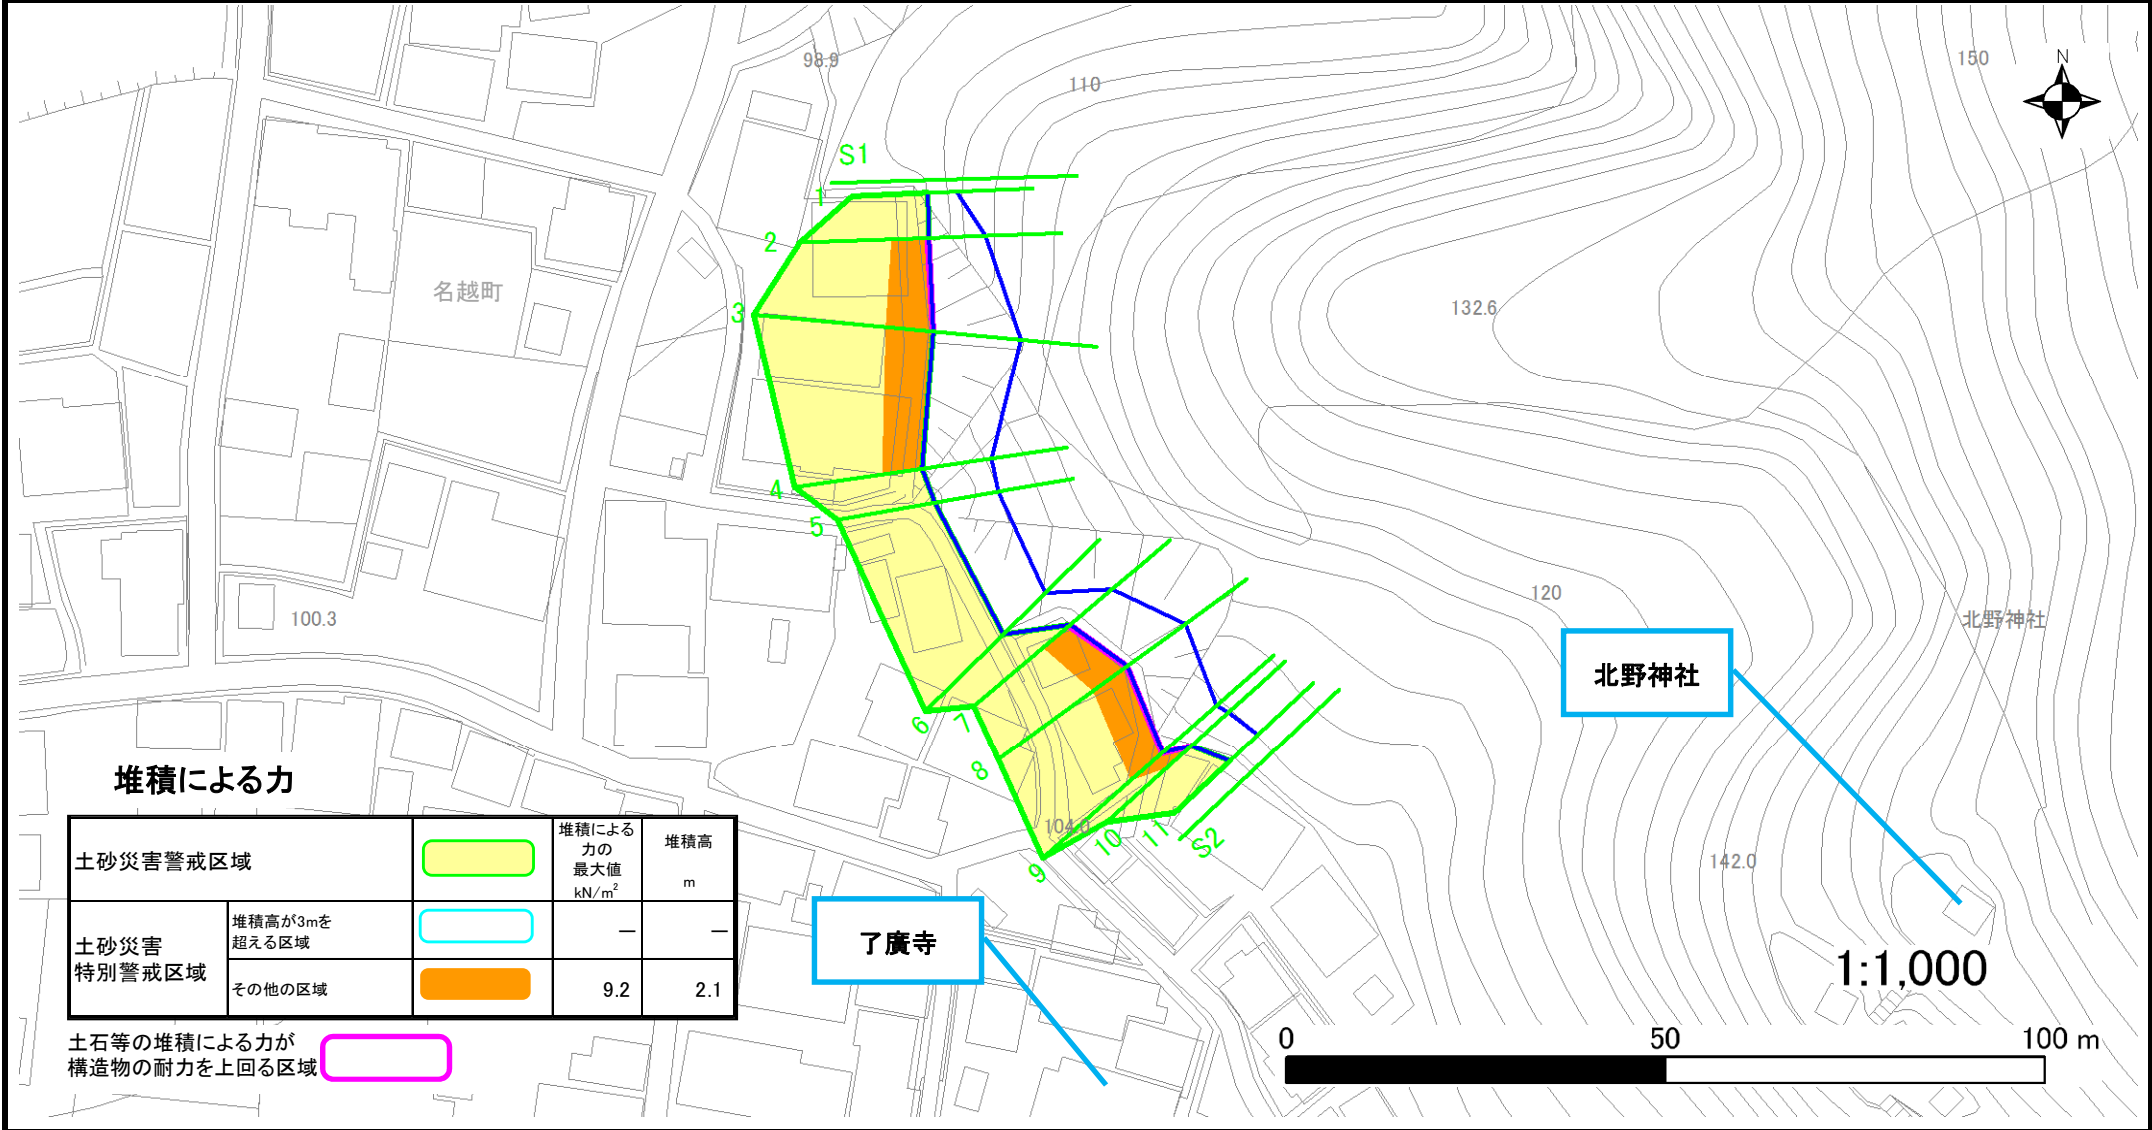 98.9
110
150
N
S1
1
2
名越町
3
132.6
4
5
120
100.3
北野神社
北野神社
6
7
8
104.0
10
11
S2
9
142.0
堆積による力
土砂災害警戒区域
堆積による
力の
最大値
kN/m²
堆積高
m
土砂災害
特別警戒区域
堆積高が3mを
超える区域
—
—
その他の区域
9.2
2.1
土石等の堆積による力が
構造物の耐力を上回る区域
了廣寺
1:1,000
0
50
100 m